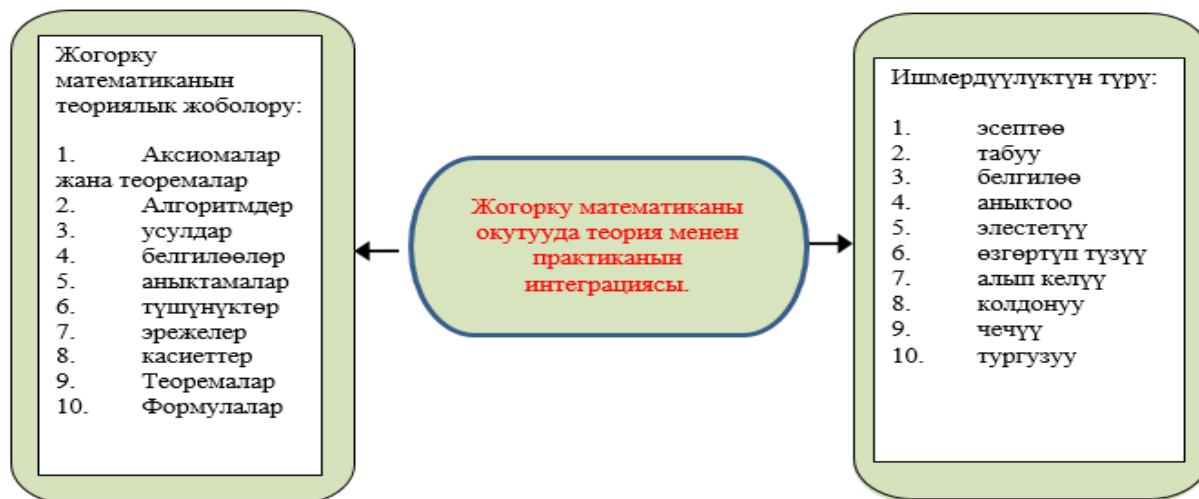 Жогорку
математиканын
теориялык жоболору:
1. Аксиомалар
жана теоремалар
2. Алгоритмдер
3. усулдар
4. белгилөөлөр
5. аныктамалар
6. түшүнүктөр
7. эрежелер
8. касиеттер
9. Теоремалар
10. Формулалар
Жогорку математиканы
окутууда теория менен
практиканын
интеграциясы.
Ишмердүүлүктүн түрү:
1. эсептөө
2. табуу
3. белгилөө
4. аныктоо
5. элестетүү
6. өзгөртүп түзүү
7. алып келүү
8. колдонуу
9. чечүү
10. тургузуу